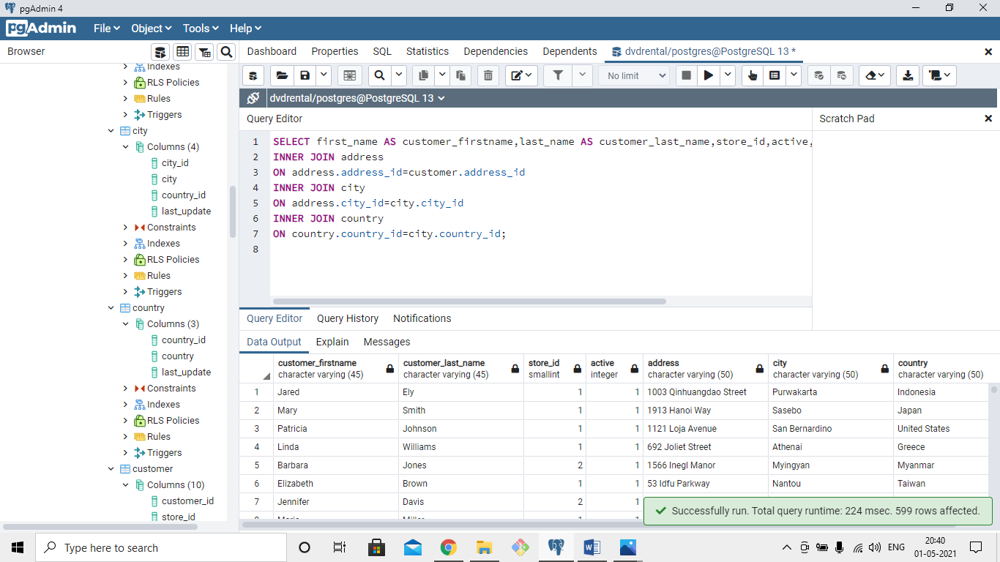 pgAdmin 4
pgAdmin File Object Tools Help
Browser
Dashboard Properties SQL Statistics Dependencies Dependents dvdrental/postgres@PostgreSQL 13 *
No limit
dvdrental/postgres@PostgreSQL 13
Indexes
RLS Policies
Rules
Triggers
city
Columns (4)
city_id
city
country_id
last_update
Constraints
Indexes
RLS Policies
Rules
Triggers
country
Columns (3)
country_id
country
last_update
Constraints
Indexes
RLS Policies
Rules
Triggers
customer
Columns (10)
customer_id
store_id
Query Editor
Scratch Pad
1 SELECT first_name AS customer_firstname,last_name AS customer_last_name,store_id,active,
2 INNER JOIN address
3 ON address.address_id=customer.address_id
4 INNER JOIN city
5 ON address.city_id=city.city_id
6 INNER JOIN country
7 ON country.country_id=city.country_id;
8
Query Editor Query History Notifications
Data Output Explain Messages
customer_firstname customer_last_name store_id active address city country
character varying (45) character varying (45) smallint integer character varying (50) character varying (50) character varying (50)
1 Jared Ely 1 1 1003 Qinhuangdao Street Purwakarta Indonesia
2 Mary Smith 1 1 1913 Hanoi Way Sasebo Japan
3 Patricia Johnson 1 1 1121 Loja Avenue San Bernardino United States
4 Linda Williams 1 1 692 Joliet Street Athenai Greece
5 Barbara Jones 2 1 1566 Inegl Manor Myingyan Myanmar
6 Elizabeth Brown 1 1 53 Idfu Parkway Nantou Taiwan
7 Jennifer Davis 2 1
Successfully run. Total query runtime: 224 msec. 599 rows affected.
Type here to search
ENG
20:40
01-05-2021